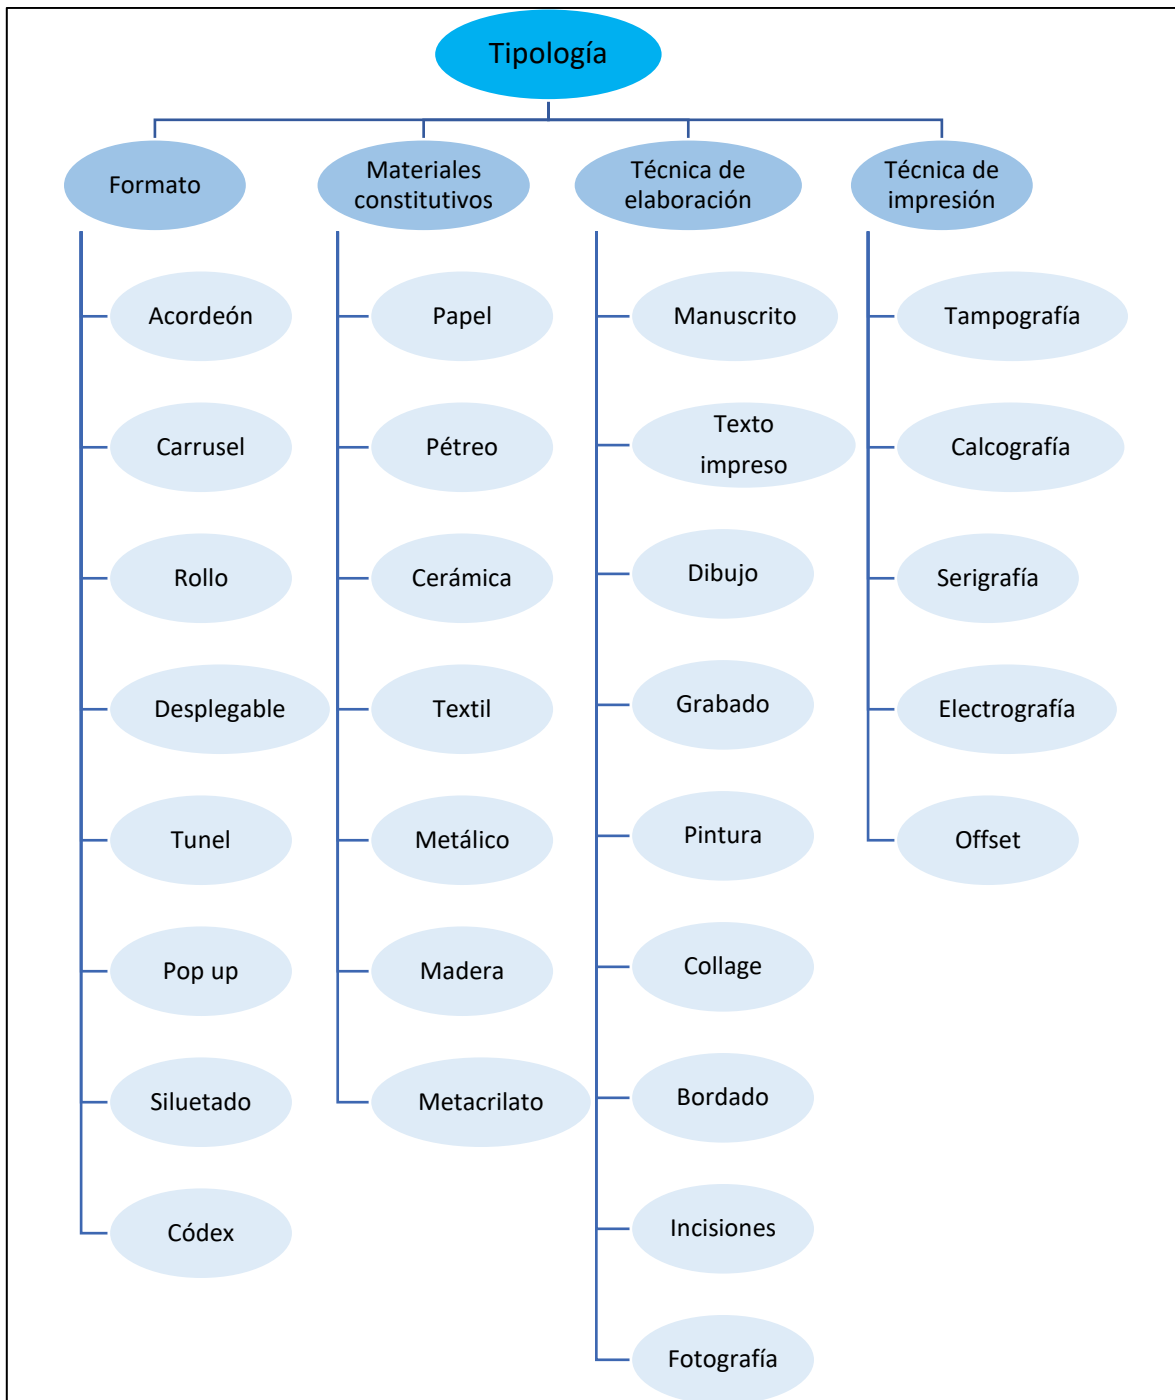 Tipología
Formato
Materiales
constitutivos
Técnica de
elaboración
Técnica de
impresión
Acordeón
Papel
Manuscrito
Tampografía
Carrusel
Pétreo
Texto
impreso
Calcografía
Rollo
Cerámica
Dibujo
Serigrafía
Desplegable
Textil
Grabado
Electrografía
Tunel
Metálico
Pintura
Offset
Pop up
Madera
Collage
Siluetado
Metacrilato
Bordado
Códex
Incisiones
Fotografía